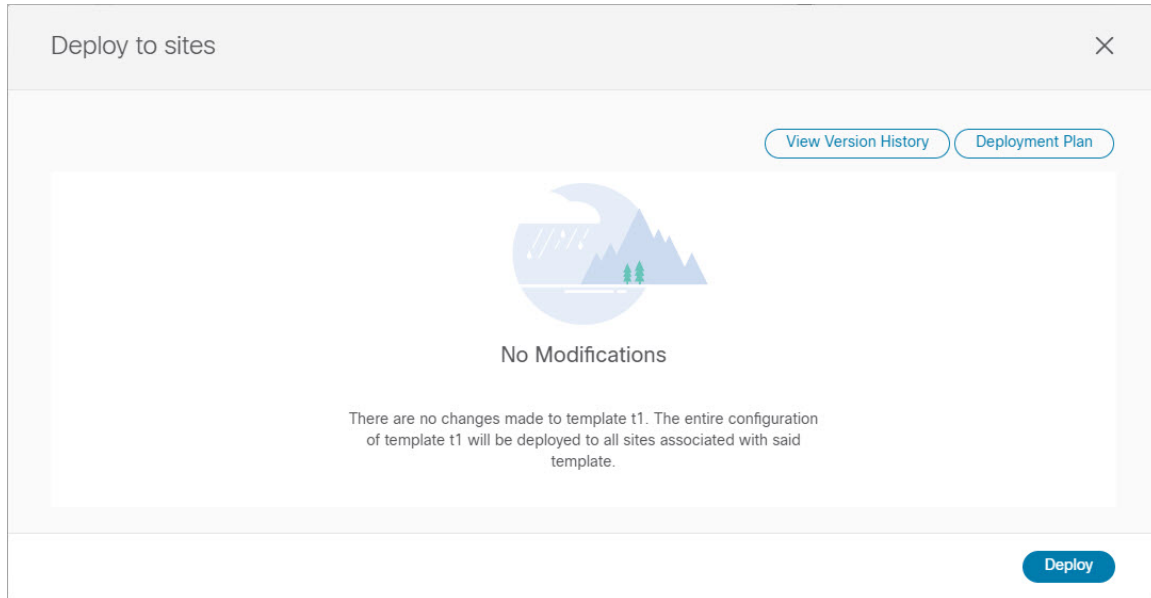 Deploy to sites
View Version History
Deployment Plan
No Modifications
There are no changes made to template t1. The entire configuration
of template t1 will be deployed to all sites associated with said
template.
Deploy